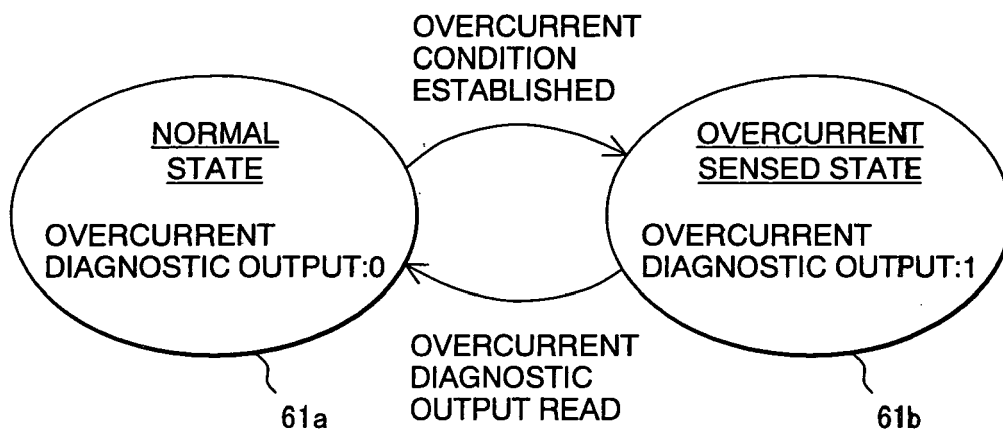 OVERCURRENT
CONDITION
ESTABLISHED
NORMAL
STATE
OVERCURRENT
DIAGNOSTIC OUTPUT:0
OVERCURRENT
SENSED STATE
OVERCURRENT
DIAGNOSTIC OUTPUT:1
OVERCURRENT
DIAGNOSTIC
OUTPUT READ
61a
61b